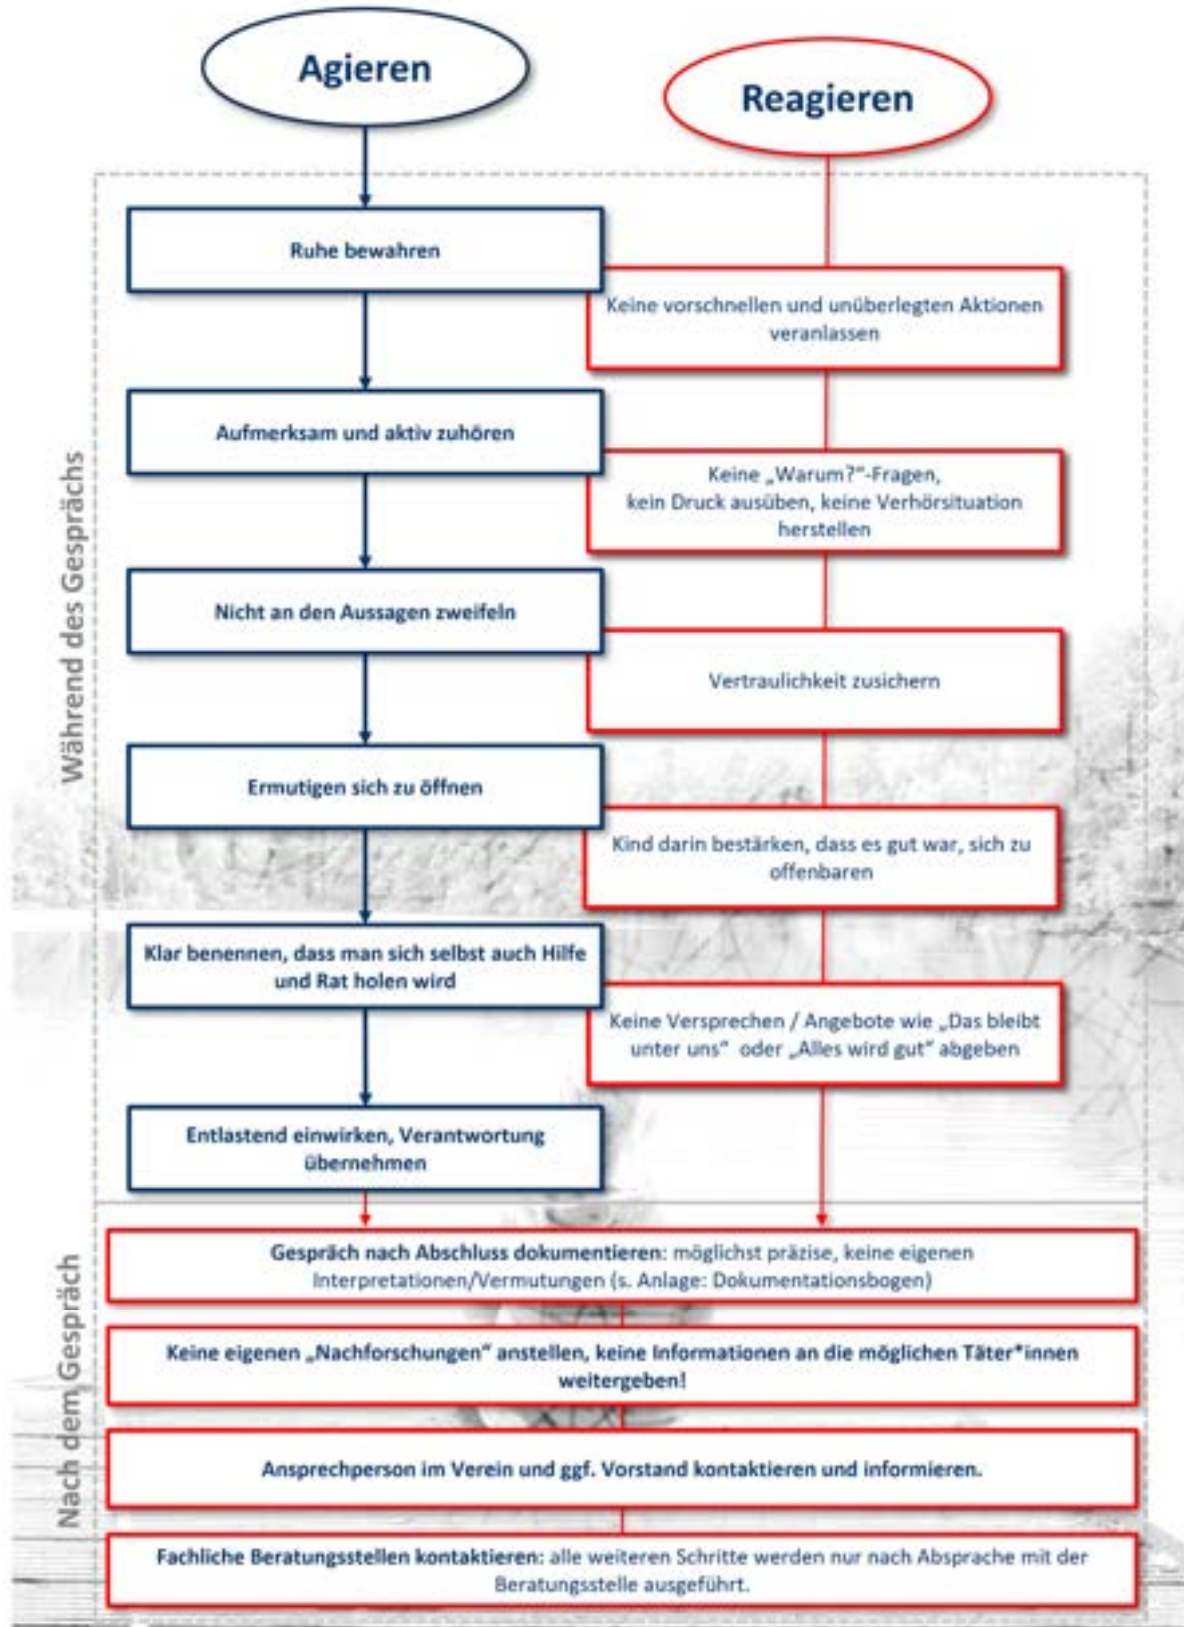 Agieren
Reagieren
Während des Gesprächs
Ruhe bewahren
Keine vorschnellen und unüberlegten Aktionen
veranlassen
Aufmerksam und aktiv zuhören
Keine „Warum?“-Fragen,
kein Druck ausüben, keine Verhörsituation
herstellen
Nicht an den Aussagen zweifeln
Vertraulichkeit zusichern
Ermutigen sich zu öffnen
Kind darin bestärken, dass es gut war, sich zu
offenbaren
Klar benennen, dass man sich selbst auch Hilfe
und Rat holen wird
Keine Versprechen / Angebote wie „Das bleibt
unter uns“ oder „Alles wird gut“ abgeben
Entlastend einwirken, Verantwortung
übernehmen
Nach dem Gespräch
Gespräch nach Abschluss dokumentieren: möglichst präzise, keine eigenen
Interpretationen/Vermutungen (s. Anlage: Dokumentationsbogen)
Keine eigenen „Nachforschungen“ anstellen, keine Informationen an die möglichen Täter*innen
weitergeben!
Ansprechperson im Verein und ggf. Vorstand kontaktieren und informieren.
Fachliche Beratungsstellen kontaktieren: alle weiteren Schritte werden nur nach Absprache mit der
Beratungsstelle ausgeführt.